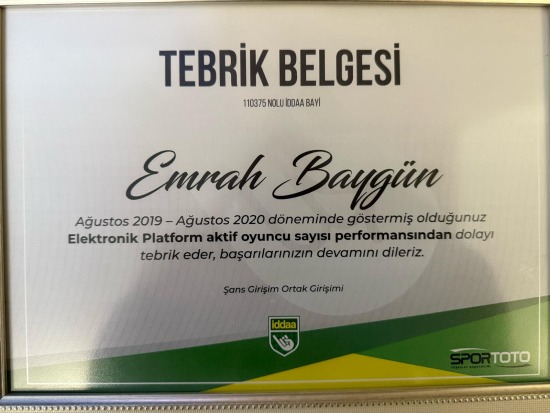 TEBRİK BELGESİ
110375 NOLU İDDAA BAYİ
Emrah Baygün
Ağustos 2019 – Ağustos 2020 döneminde göstermiş olduğunuz
Elektronik Platform aktif oyuncu sayısı performansından dolayı
tebrik eder, başarılarınızın devamını dileriz.
Şans Girişim Ortak Girişimi
iddaa
SPORTOTO